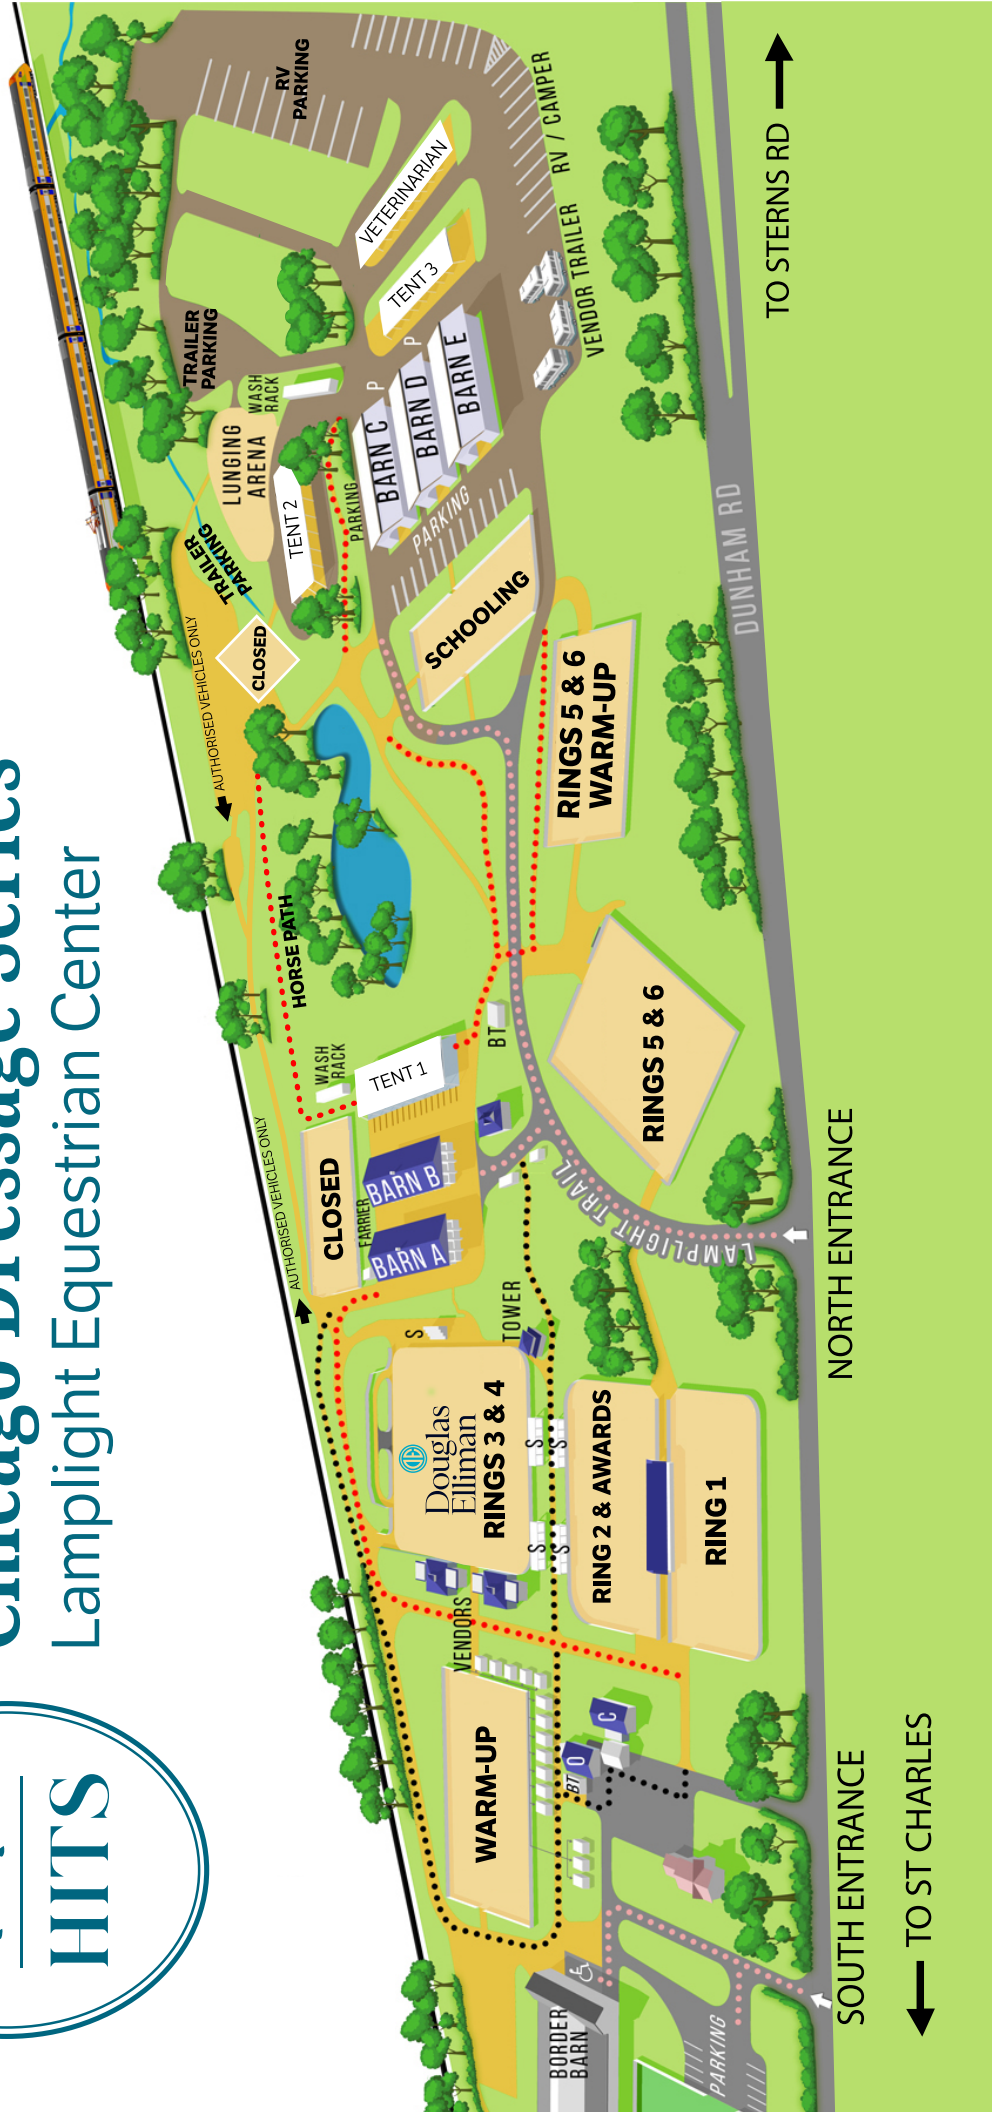 Chicago Dressage Series
Lamplight Equestrian Center
HITS
RV
PARKING
TRAILER
PARKING
WASH
RACK
LUNGING
ARENA
TENT 2
TRAILER
PARKING
CLOSED
AUTHORISED VEHICLES ONLY
PARKING
VETERINARIAN
TENT 3
P
P
BARN C
BARN D
BARN E
PARKING
SCHOOLING
RV / CAMPER
VENDOR TRAILER
TO STERNS RD
DUNHAM RD
RINGS 5 & 6
WARM-UP
HORSE PATH
WASH
RACK
TENT 1
BT
RINGS 5 & 6
AUTHORISED VEHICLES ONLY
CLOSED
FARRIER
BARN B
BARN A
LAMPLIGHT TRAIL
NORTH ENTRANCE
S
TOWER
Douglas
Elliman
RINGS 3 & 4
S
S
S
S
RING 2 & AWARDS
RING 1
VENDORS
WARM-UP
C
O
BT
BORDER
BARN
PARKING
SOUTH ENTRANCE
TO ST CHARLES